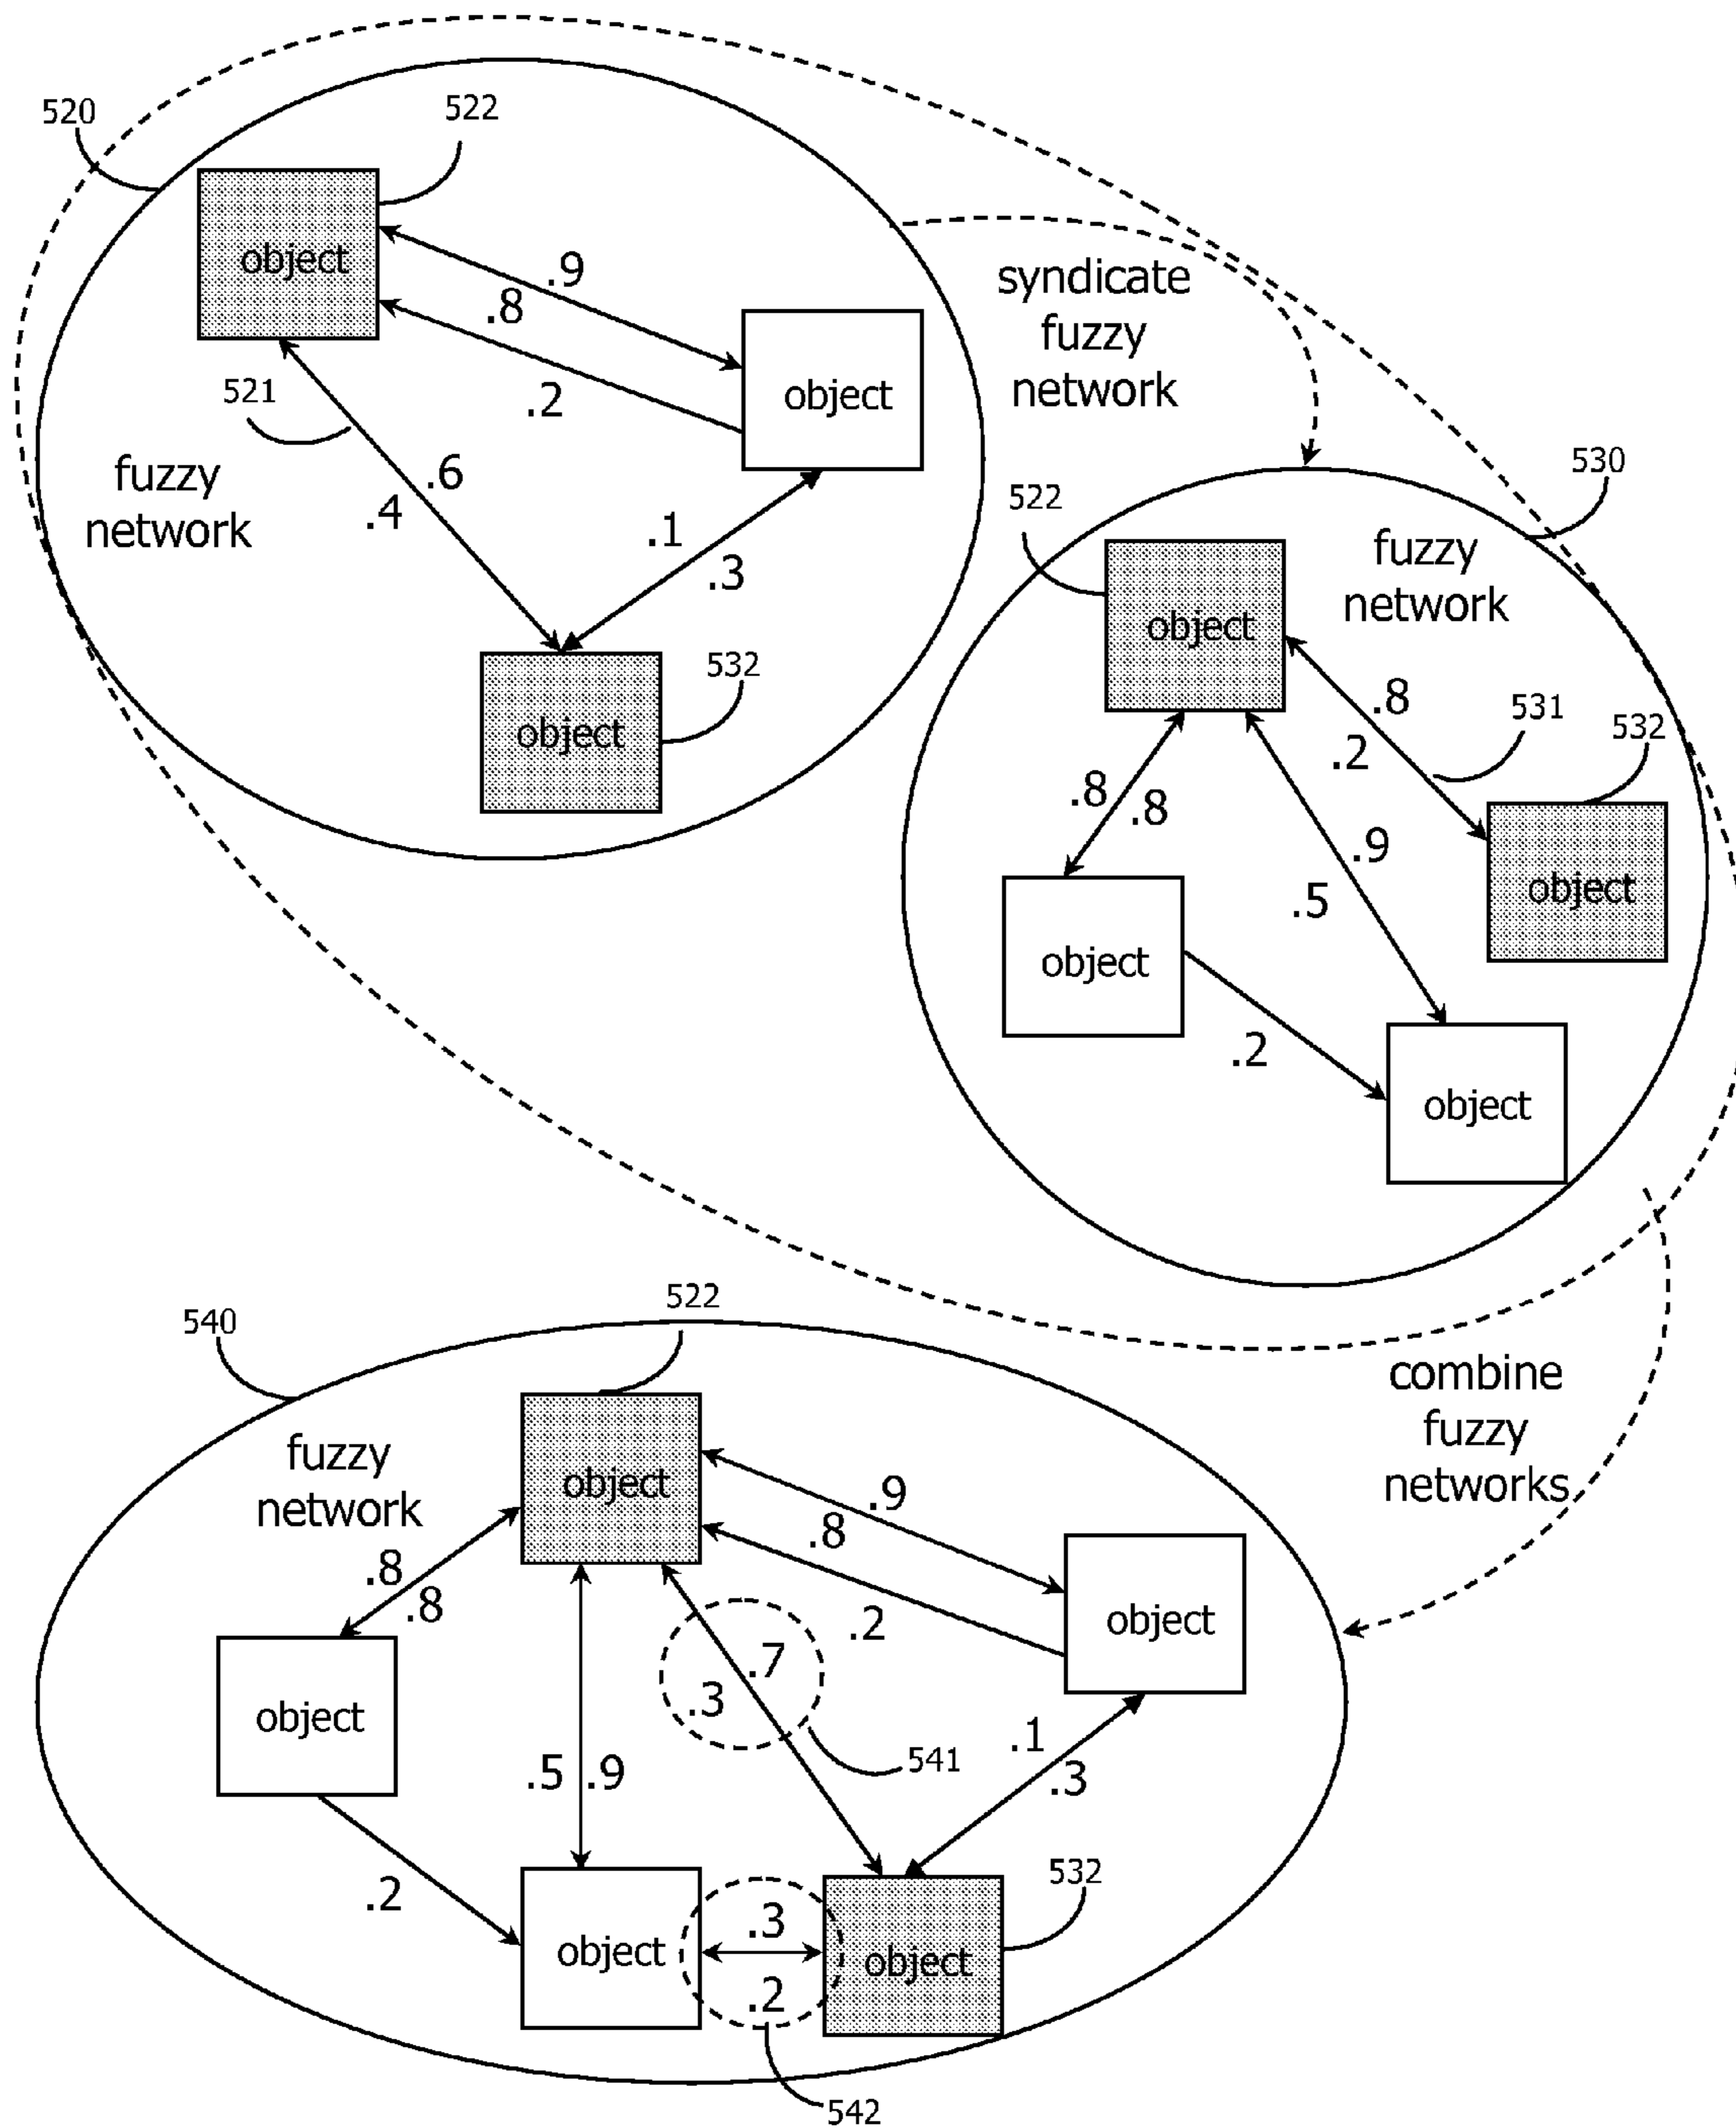 520
522
object
.9
.8
syndicate
fuzzy
network
521
.2
object
fuzzy
network
.6
.4
.1
.3
530
522
fuzzy
network
object
532
object
.8
531
532
.2
.8
.8
.9
.5
object
object
.2
object
540
522
combine
fuzzy
networks
fuzzy
network
object
.9
.8
.8
.8
.2
object
.7
.3
object
541
.1
.3
.5
.9
532
.2
.3
object
object
.2
542